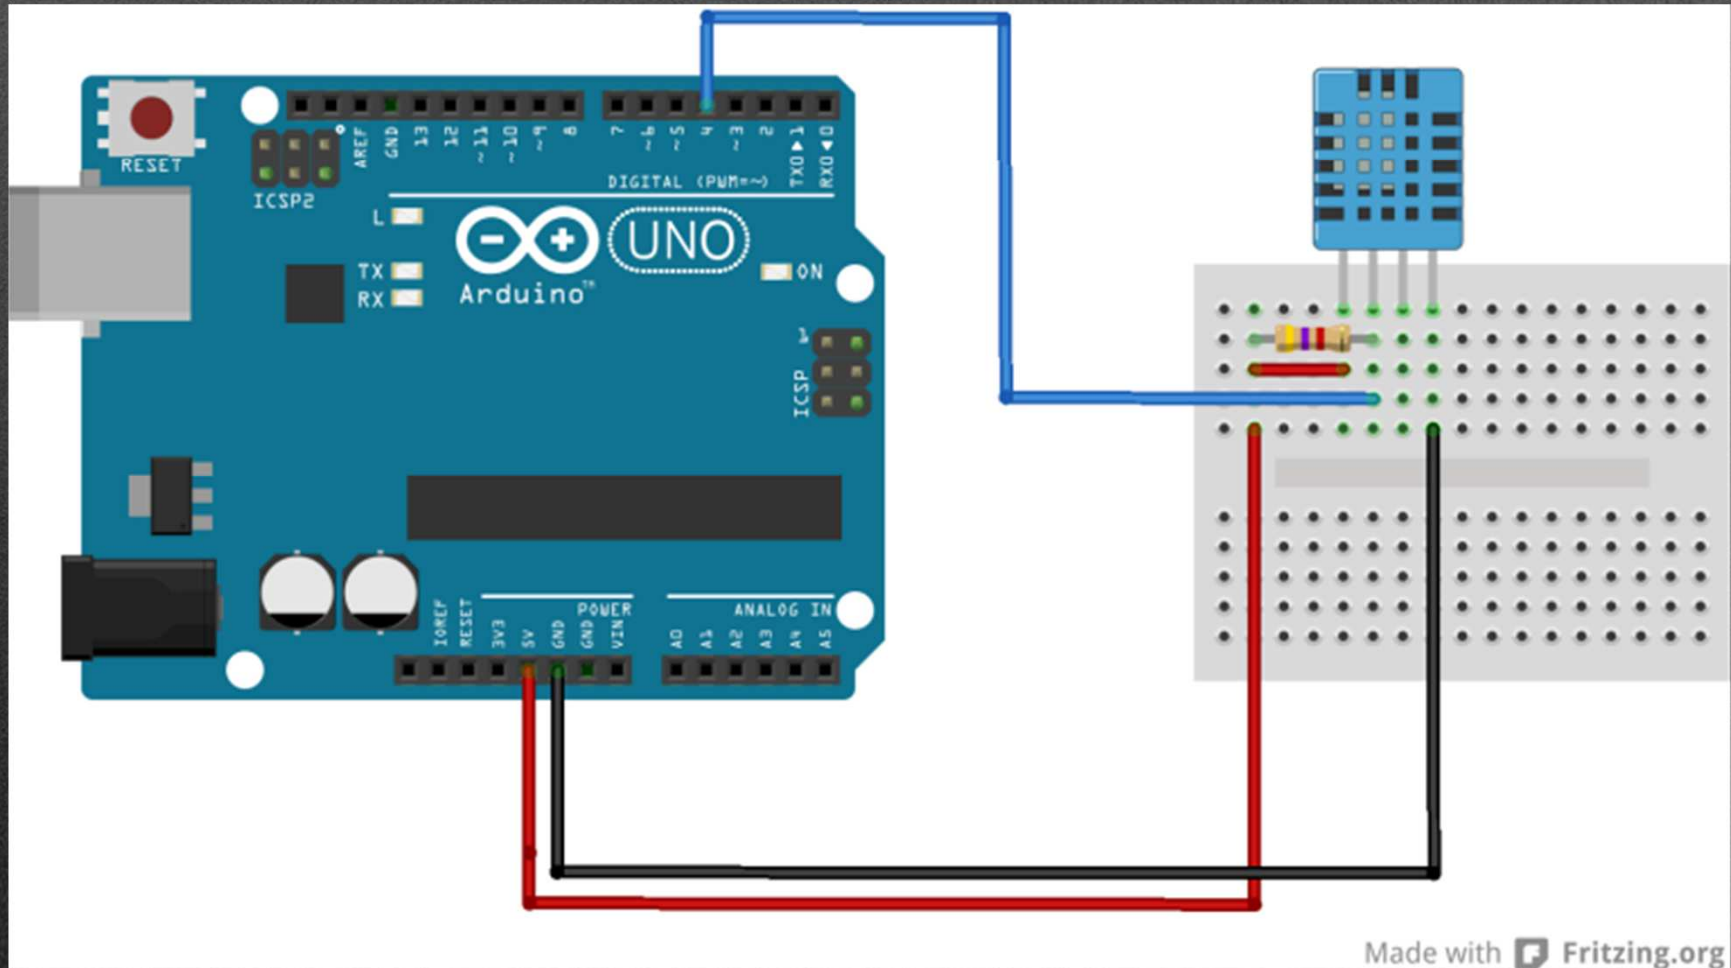 RESET
ICSP2
AREF
GND
13
12
~11
~10
~9
8
7
~6
~5
4
~3
2
TX0▶1
RX0◀0
DIGITAL (PWM=~)
L
TX
RX
UNO
Arduino™
ON
1
ICSP
IOREF
RESET
3V3
5V
GND
GND
VIN
POWER
ANALOG IN
A0
A1
A2
A3
A4
A5
Made with Fritzing.org